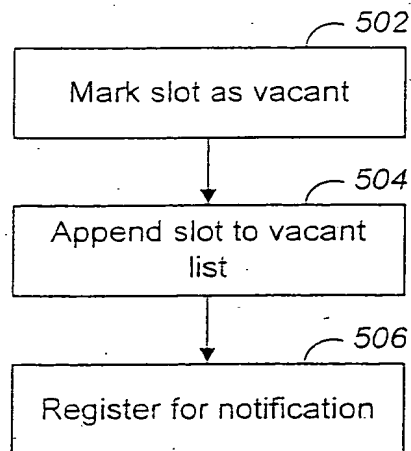 502
Mark slot as vacant
504
Append slot to vacant
list
506
Register for notification